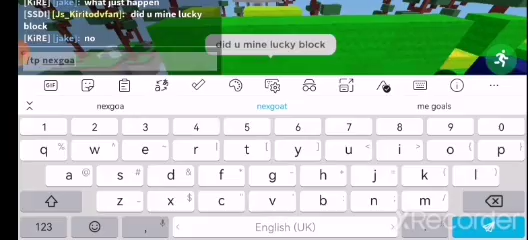 [KiRE] [jake]: what just happen
[SSDI] [Js_Kiritodvfan]: did u mine lucky
block
[KiRE] [jake]: no
did u mine lucky block
/tp nexgoa
GIF
nexgoa nexgoat me goals
1 2 3 4 5 6 7 8 9 0
q % w ^ e ~ r | t [ y ] u < i > o { p }
a @ s # d & f * g - h + j = k ( l )
z _ x $ c " v ' b : n ; m /
123 , English (UK)
XRecorder